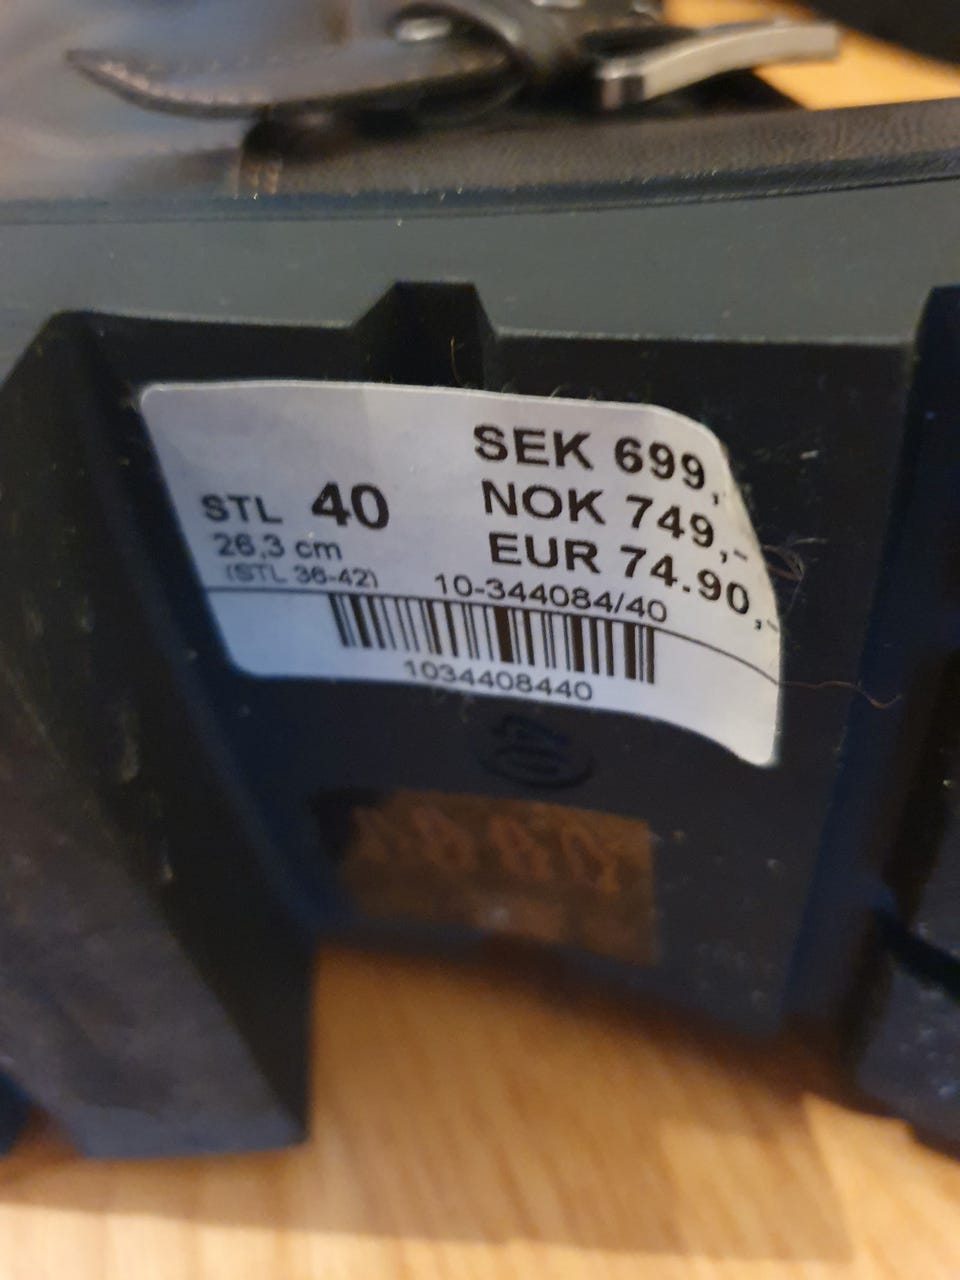 SEK 699,-
NOK 749,-
EUR 74.90,-
STL 40
26,3 cm
(STL 36-42)
10-344084/40
1034408440
40